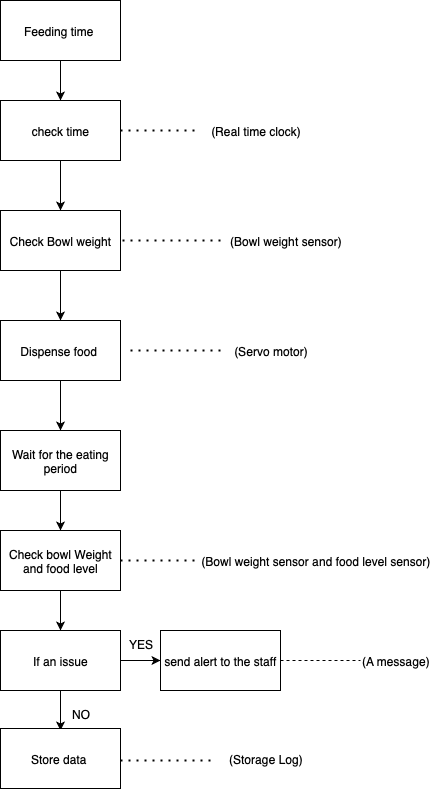 Feeding time
check time
(Real time clock)
Check Bowl weight
(Bowl weight sensor)
Dispense food
(Servo motor)
Wait for the eating
period
Check bowl Weight
and food level
(Bowl weight sensor and food level sensor)
YES
If an issue
send alert to the staff
(A message)
NO
Store data
(Storage Log)